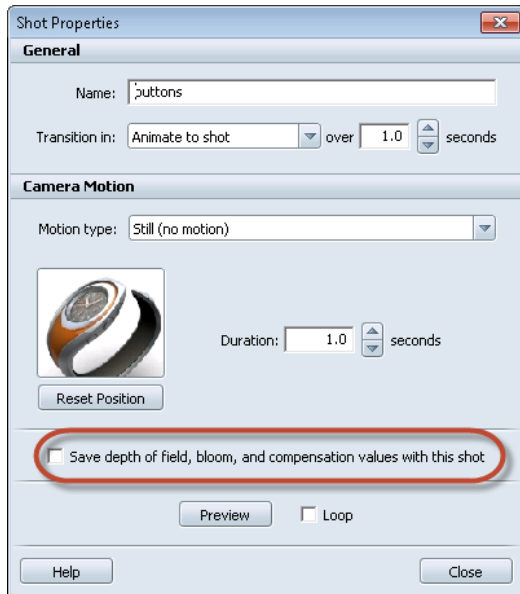 Shot Properties
General
Name: buttons
Transition in: Animate to shot over 1.0 seconds
Camera Motion
Motion type: Still (no motion)
Duration: 1.0 seconds
Reset Position
Save depth of field, bloom, and compensation values with this shot
Preview Loop
Help Close